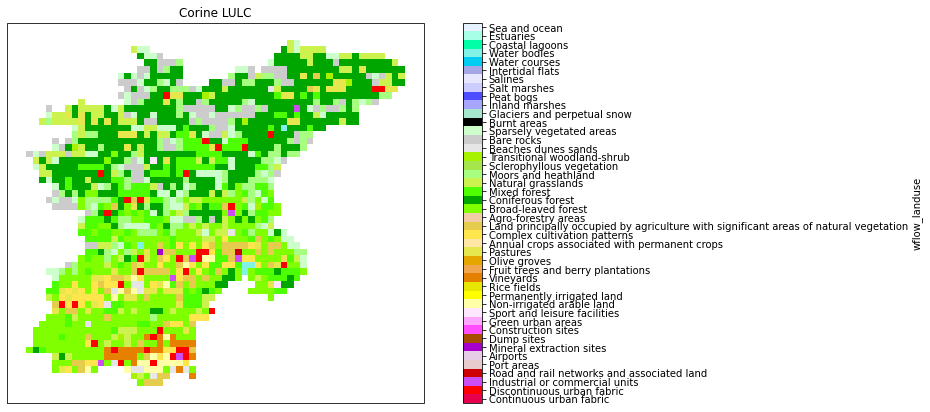 Corine LULC
Sea and ocean
Estuaries
Coastal lagoons
Water bodies
Water courses
Intertidal flats
Salines
Salt marshes
Peat bogs
Inland marshes
Glaciers and perpetual snow
Burnt areas
Sparsely vegetated areas
Bare rocks
Beaches dunes sands
Transitional woodland-shrub
Sclerophyllous vegetation
Moors and heathland
Natural grasslands
Mixed forest
Coniferous forest
Broad-leaved forest
Agro-forestry areas
Land principally occupied by agriculture with significant areas of natural vegetation
Complex cultivation patterns
Annual crops associated with permanent crops
Pastures
Olive groves
Fruit trees and berry plantations
Vineyards
Rice fields
Permanently irrigated land
Non-irrigated arable land
Sport and leisure facilities
Green urban areas
Construction sites
Dump sites
Mineral extraction sites
Airports
Port areas
Road and rail networks and associated land
Industrial or commercial units
Discontinuous urban fabric
Continuous urban fabric
wflow_landuse